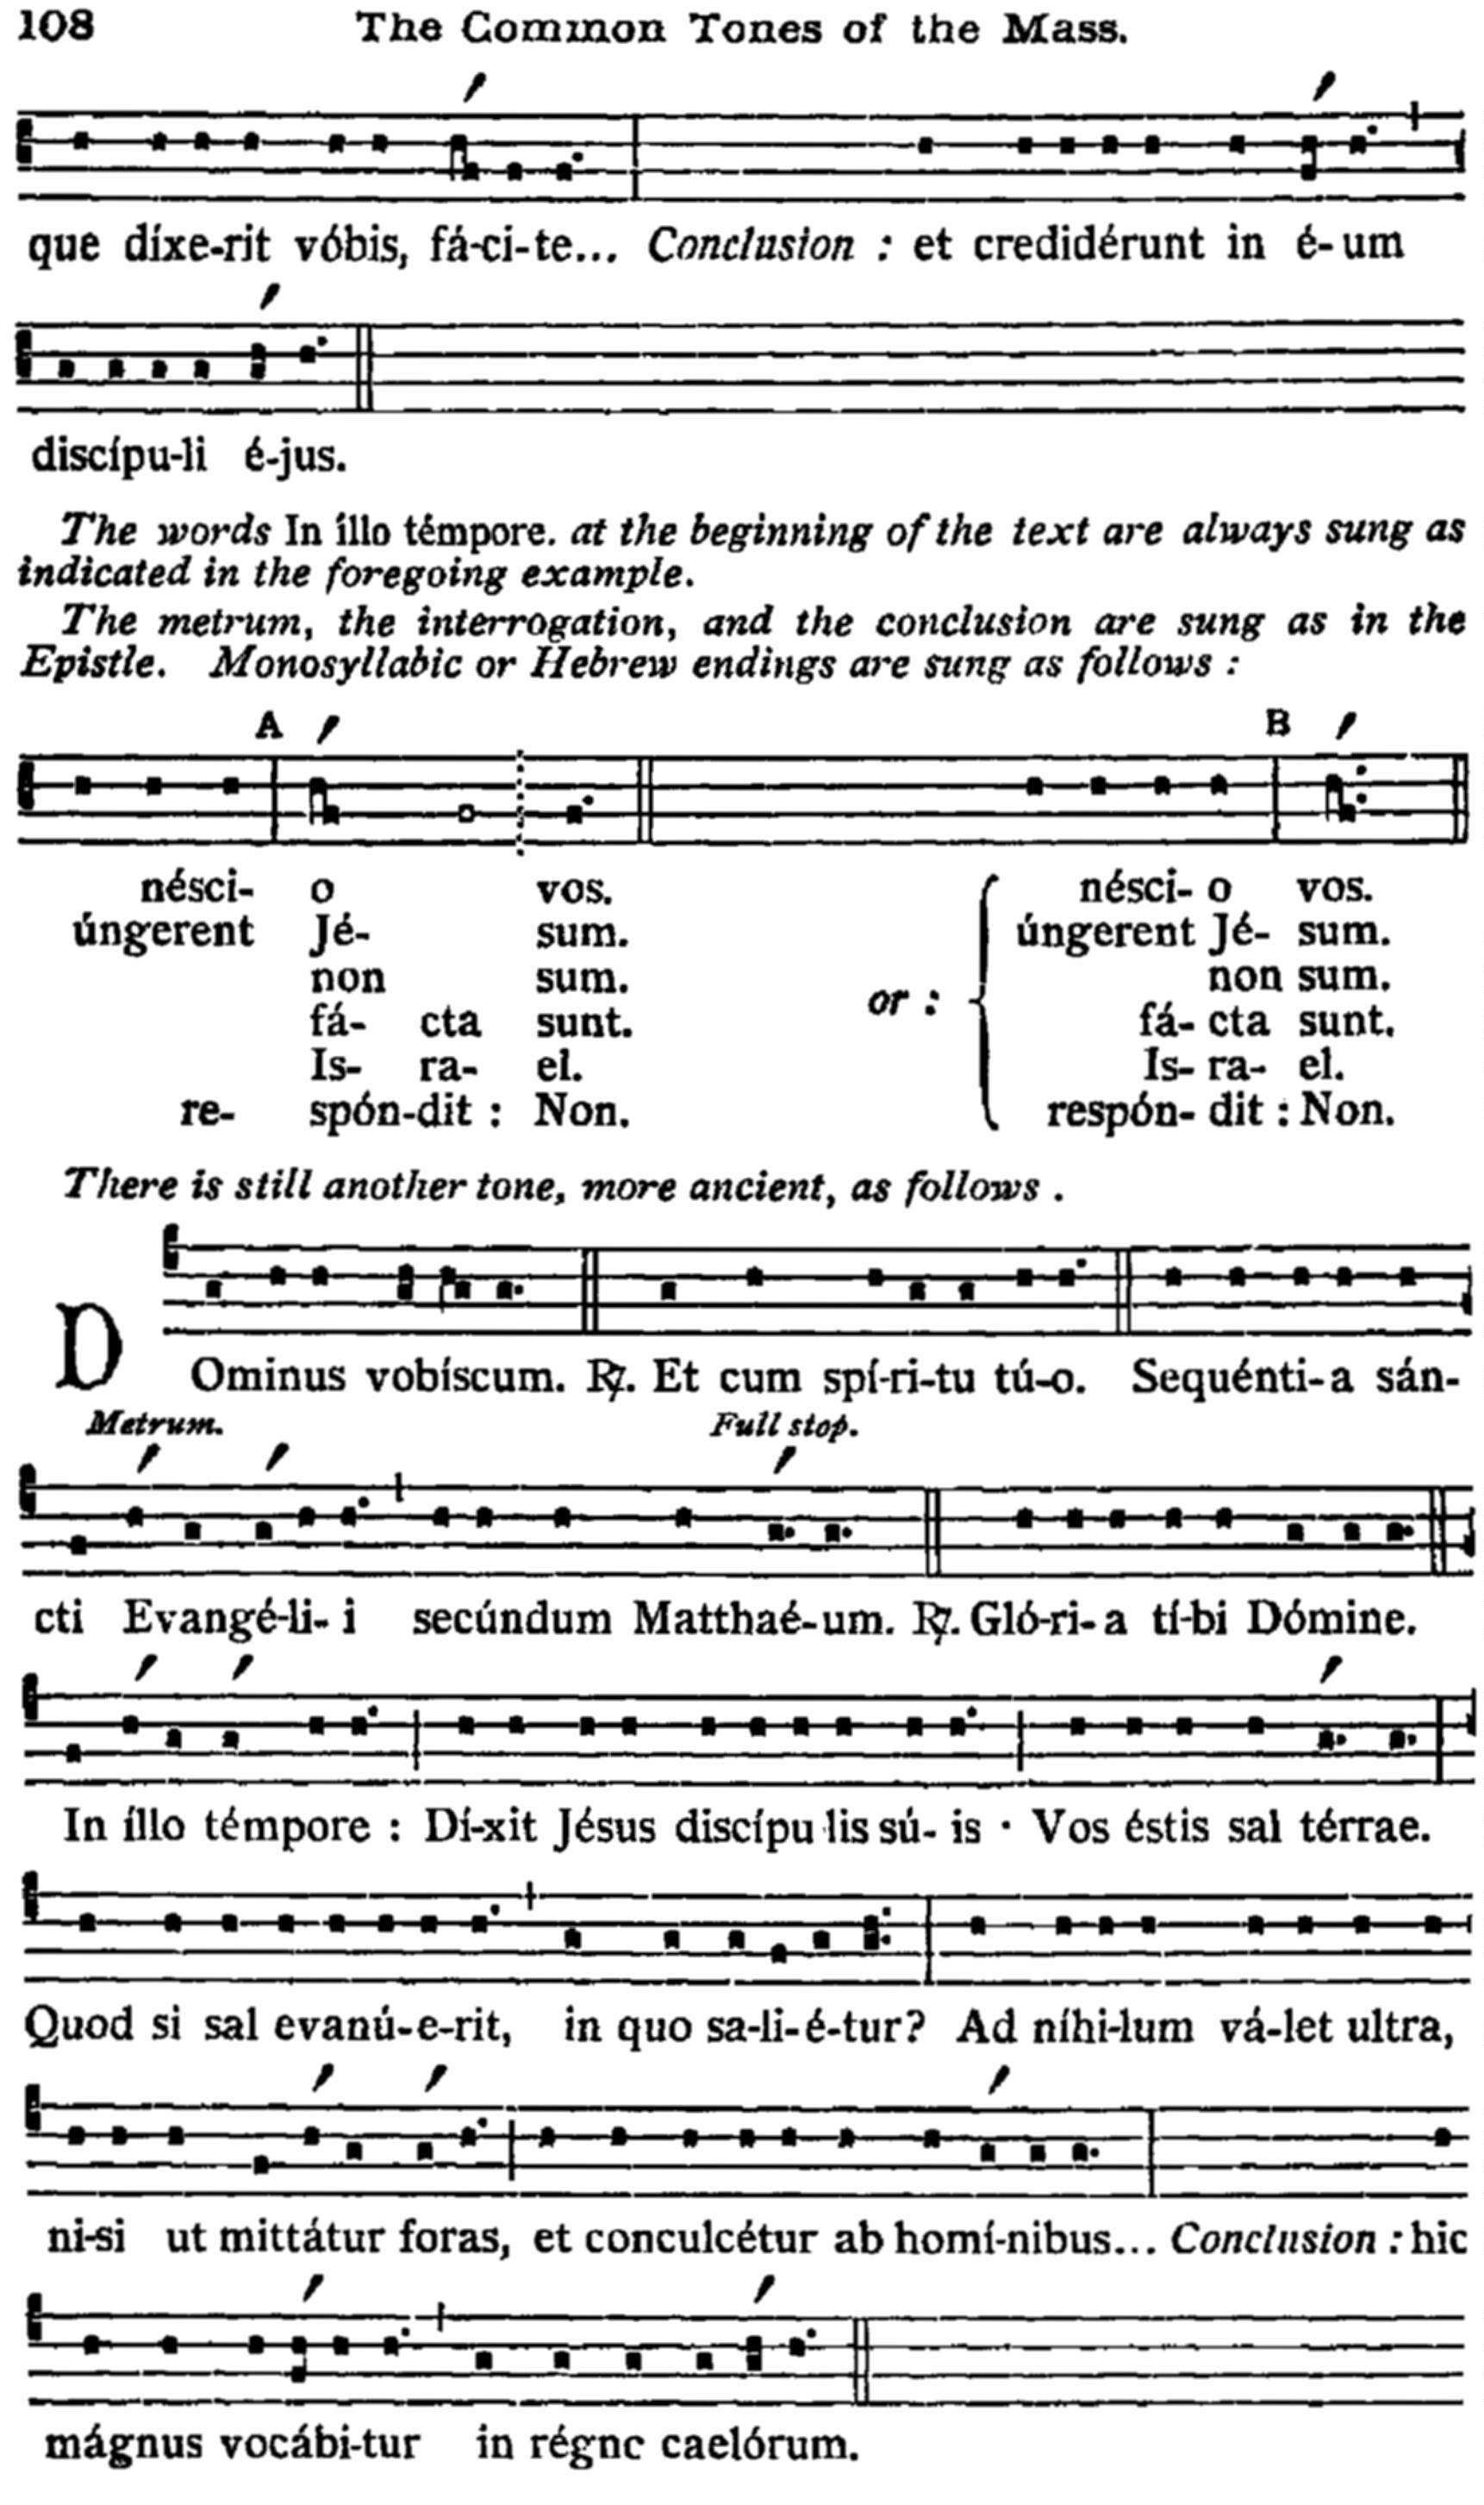 108 The Common Tones of the Mass.
que díxe-rit vóbis, fá-ci-te... Conclusion : et credidérunt in é-um
discípu-li é-jus.
The words In íllo témpore. at the beginning of the text are always sung as
indicated in the foregoing example.
The metrum, the interrogation, and the conclusion are sung as in the
Epistle. Monosyllabic or Hebrew endings are sung as follows :
A B
nésci- o vos. nésci- o vos.
úngerent Jé- sum. úngerent Jé- sum.
non sum. non sum.
or :
fá- cta sunt. fá- cta sunt.
Is- ra- el. Is- ra- el.
re- spón-dit : Non. respón- dit : Non.
There is still another tone, more ancient, as follows .
DOminus vobíscum. ℟. Et cum spí-ri-tu tú-o. Sequénti-a sán-
Metrum. Full stop.
cti Evangé-li- i secúndum Matthaé-um. ℟. Gló-ri- a tí-bi Dómine.
In íllo témpore : Dí-xit Jésus discípu lis sú- is · Vos éstis sal térrae.
Quod si sal evanú-e-rit, in quo sa-li-é-tur? Ad níhi-lum vá-let ultra,
ni-si ut mittátur foras, et conculcétur ab homí-nibus... Conclusion : hic
mágnus vocábi-tur in régnc caelórum.